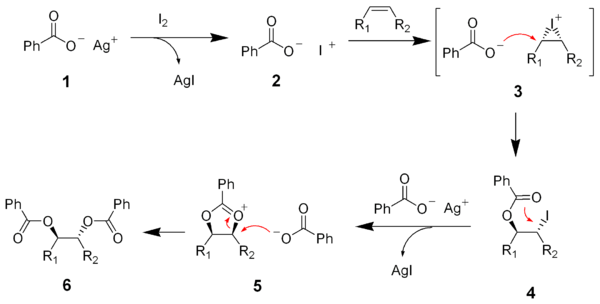 O
Ph O⁻ Ag⁺
1
I₂
AgI
O
Ph O⁻ I⁺
2
R₁ R₂
O
Ph O⁻
I⁺
R₁ R₂
3
Ph O
O I
R₁ R₂
4
O
Ph O⁻ Ag⁺
AgI
Ph
O O⁺
R₁ R₂
5
O
⁻O Ph
Ph O O Ph
O O
R₁ R₂
6